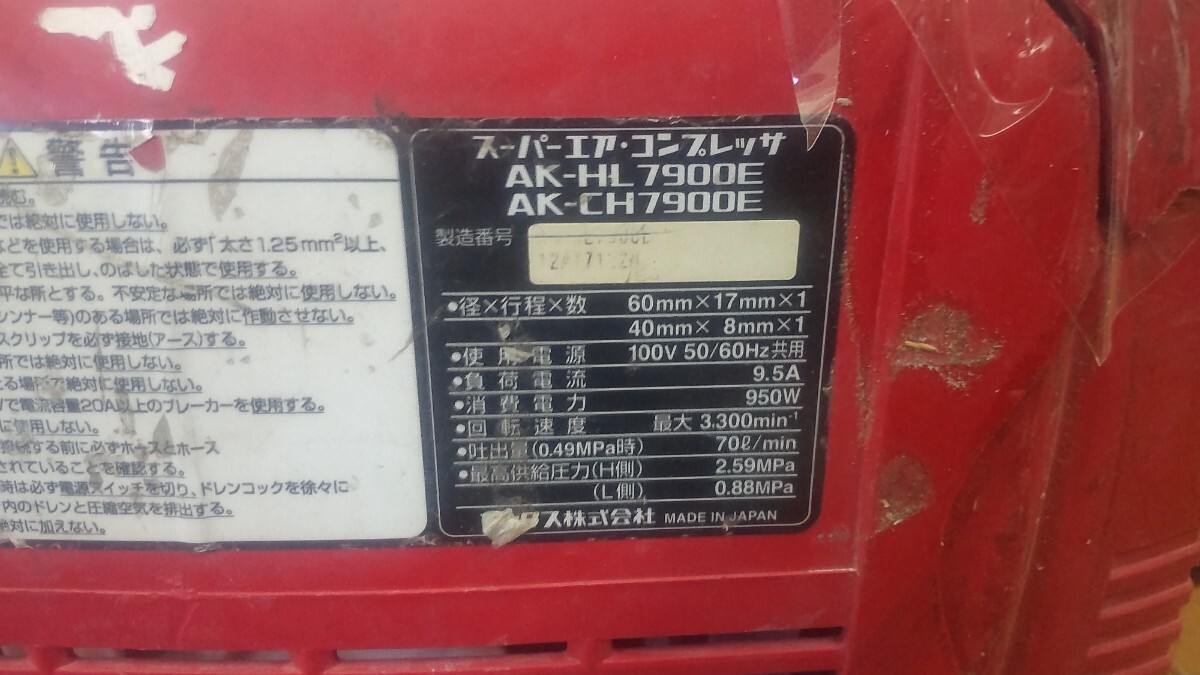 警告
では絶対に使用しない。
などを使用する場合は、必ず「太さ1.25mm²以上、
全て引き出し、のばした状態で使用する。
平な所とする。不安定な場所では絶対に使用しない。
シンナー等)のある場所では絶対に作動させない。
スクリップを必ず接地(アース)する。
所では絶対に使用しない。
る場所で絶対に使用しない。
で電流容量20A以上のブレーカーを使用する。
に使用しない。
接続する前に必ずホースとホース
されていることを確認する。
時は必ず電源スイッチを切り、ドレンコックを徐々に
内のドレンと圧縮空気を排出する。
絶対に加えない。
スーパーエア・コンプレッサ
AK-HL7900E
AK-CH7900E
製造番号
•径×行程×数 60mm×17mm×1
40mm× 8mm×1
•使用電源 100V 50/60Hz共用
•負荷電流 9.5A
•消費電力 950W
•回転速度 最大 3.300min⁻¹
•吐出量(0.49MPa時) 70ℓ/min
•最高供給圧力(H側) 2.59MPa
(L側) 0.88MPa
クス株式会社 MADE IN JAPAN